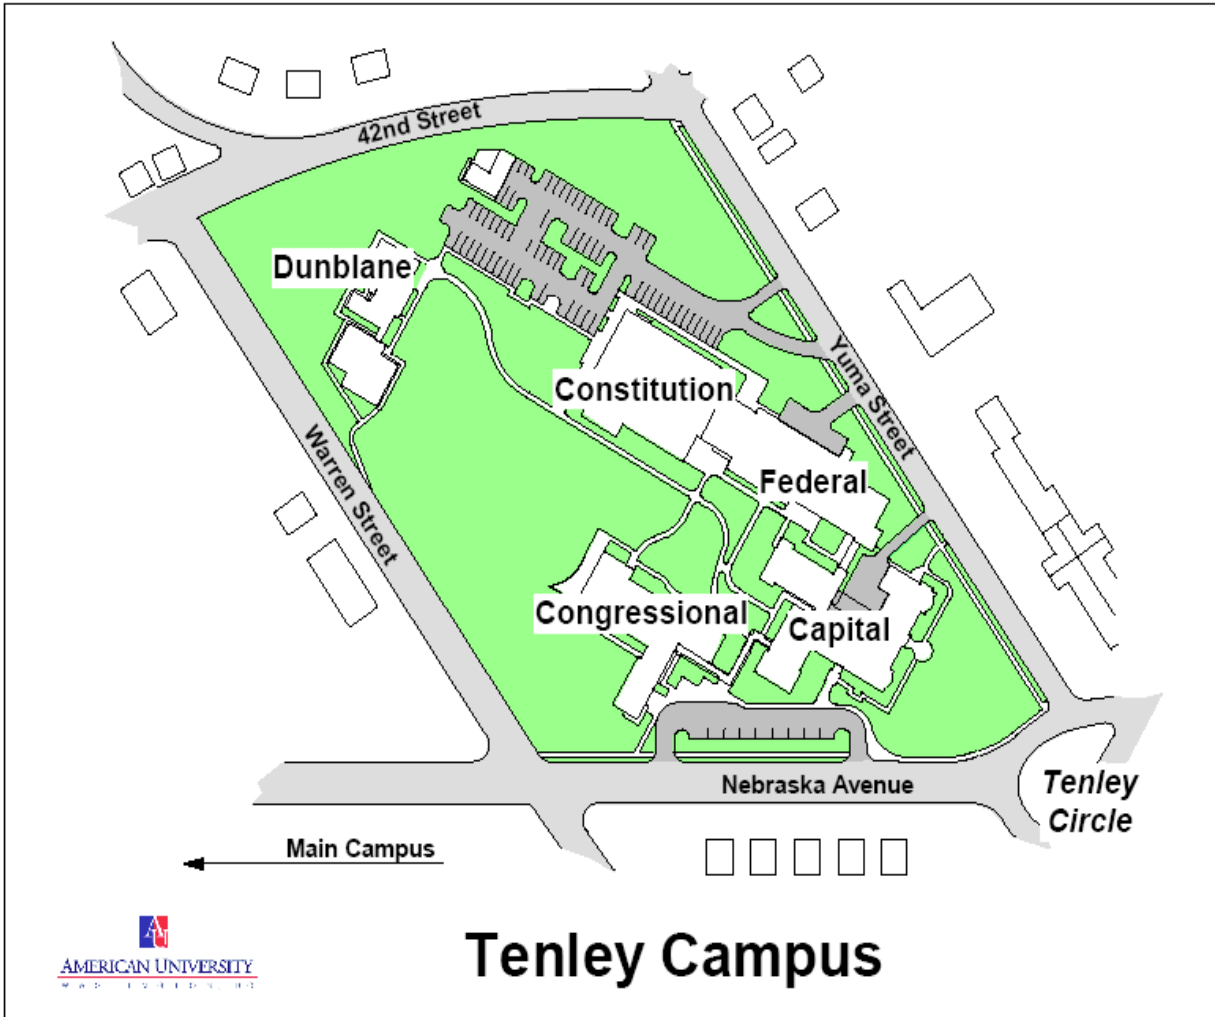 42nd Street
Dunblane
Yuma Street
Constitution
Warren Street
Federal
Congressional
Capital
Nebraska Avenue
Tenley
Circle
Main Campus
AU
AMERICAN UNIVERSITY
Tenley Campus